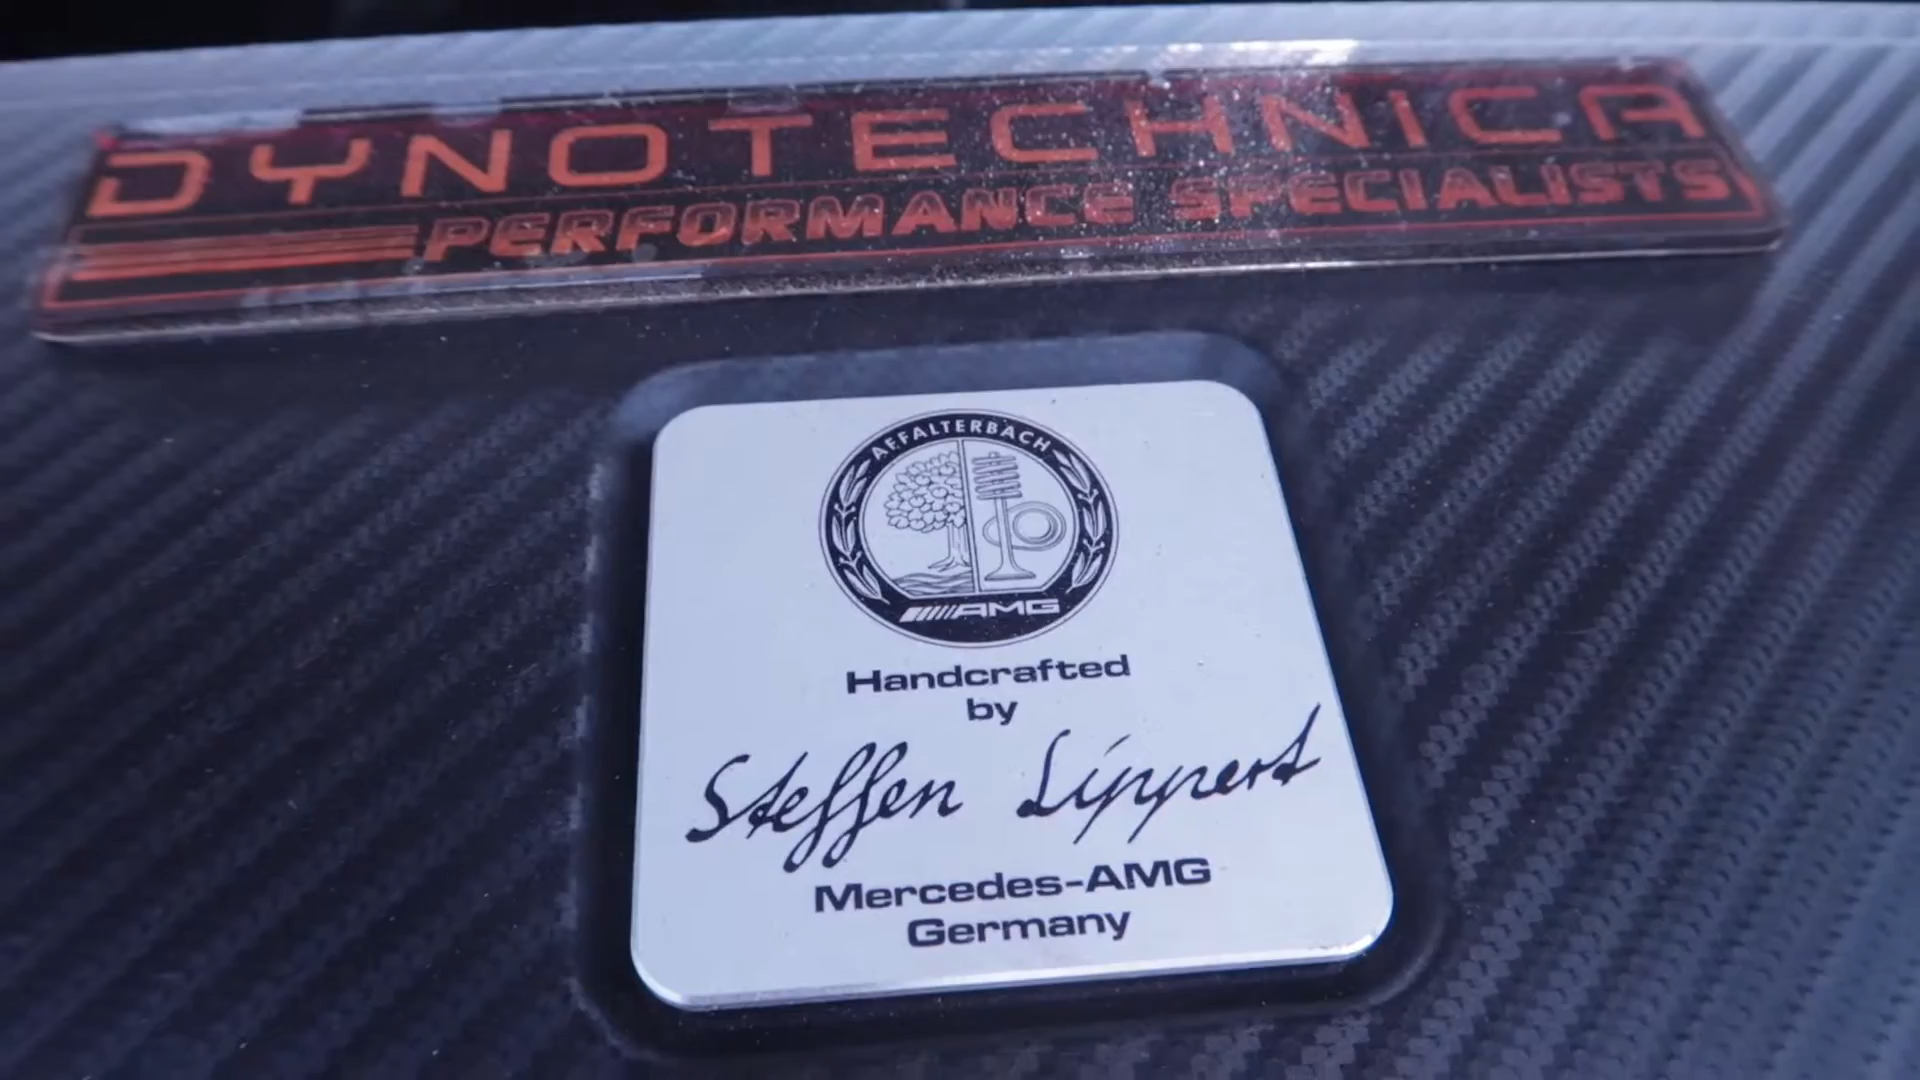 DYNOTECHNICA
PERFORMANCE SPECIALISTS
AFFALTERBACH
AMG
Handcrafted
by
Steffen Lippert
Mercedes-AMG
Germany